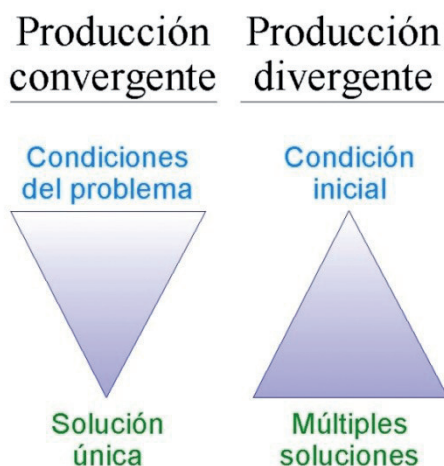 Producción
convergente
Condiciones
del problema
Solución
única
Producción
divergente
Condición
inicial
Múltiples
soluciones